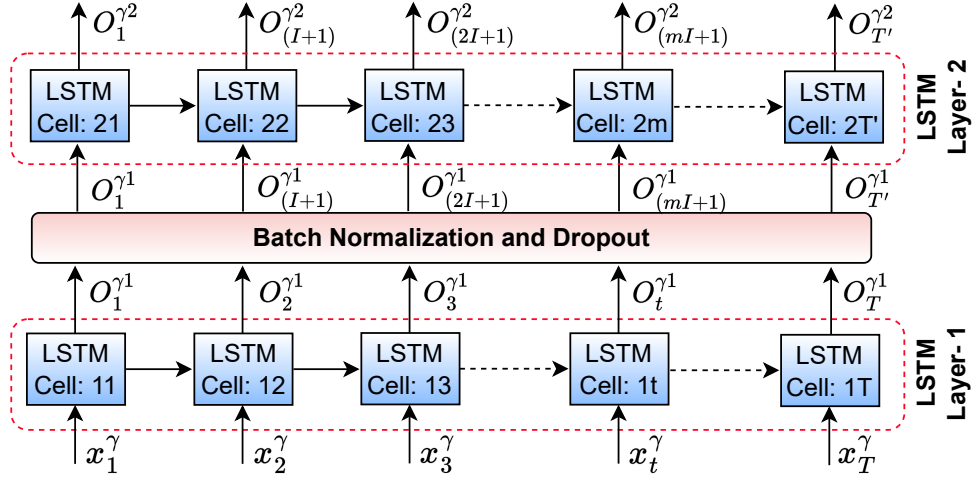 O_1^{γ2} O_{(I+1)}^{γ2} O_{(2I+1)}^{γ2} O_{(mI+1)}^{γ2} O_{T'}^{γ2}
LSTM Cell: 21
LSTM Cell: 22
LSTM Cell: 23
LSTM Cell: 2m
LSTM Cell: 2T'
LSTM
Layer- 2
O_1^{γ1} O_{(I+1)}^{γ1} O_{(2I+1)}^{γ1} O_{(mI+1)}^{γ1} O_{T'}^{γ1}
Batch Normalization and Dropout
O_1^{γ1} O_2^{γ1} O_3^{γ1} O_t^{γ1} O_T^{γ1}
LSTM Cell: 11
LSTM Cell: 12
LSTM Cell: 13
LSTM Cell: 1t
LSTM Cell: 1T
LSTM
Layer- 1
x_1^γ x_2^γ x_3^γ x_t^γ x_T^γ